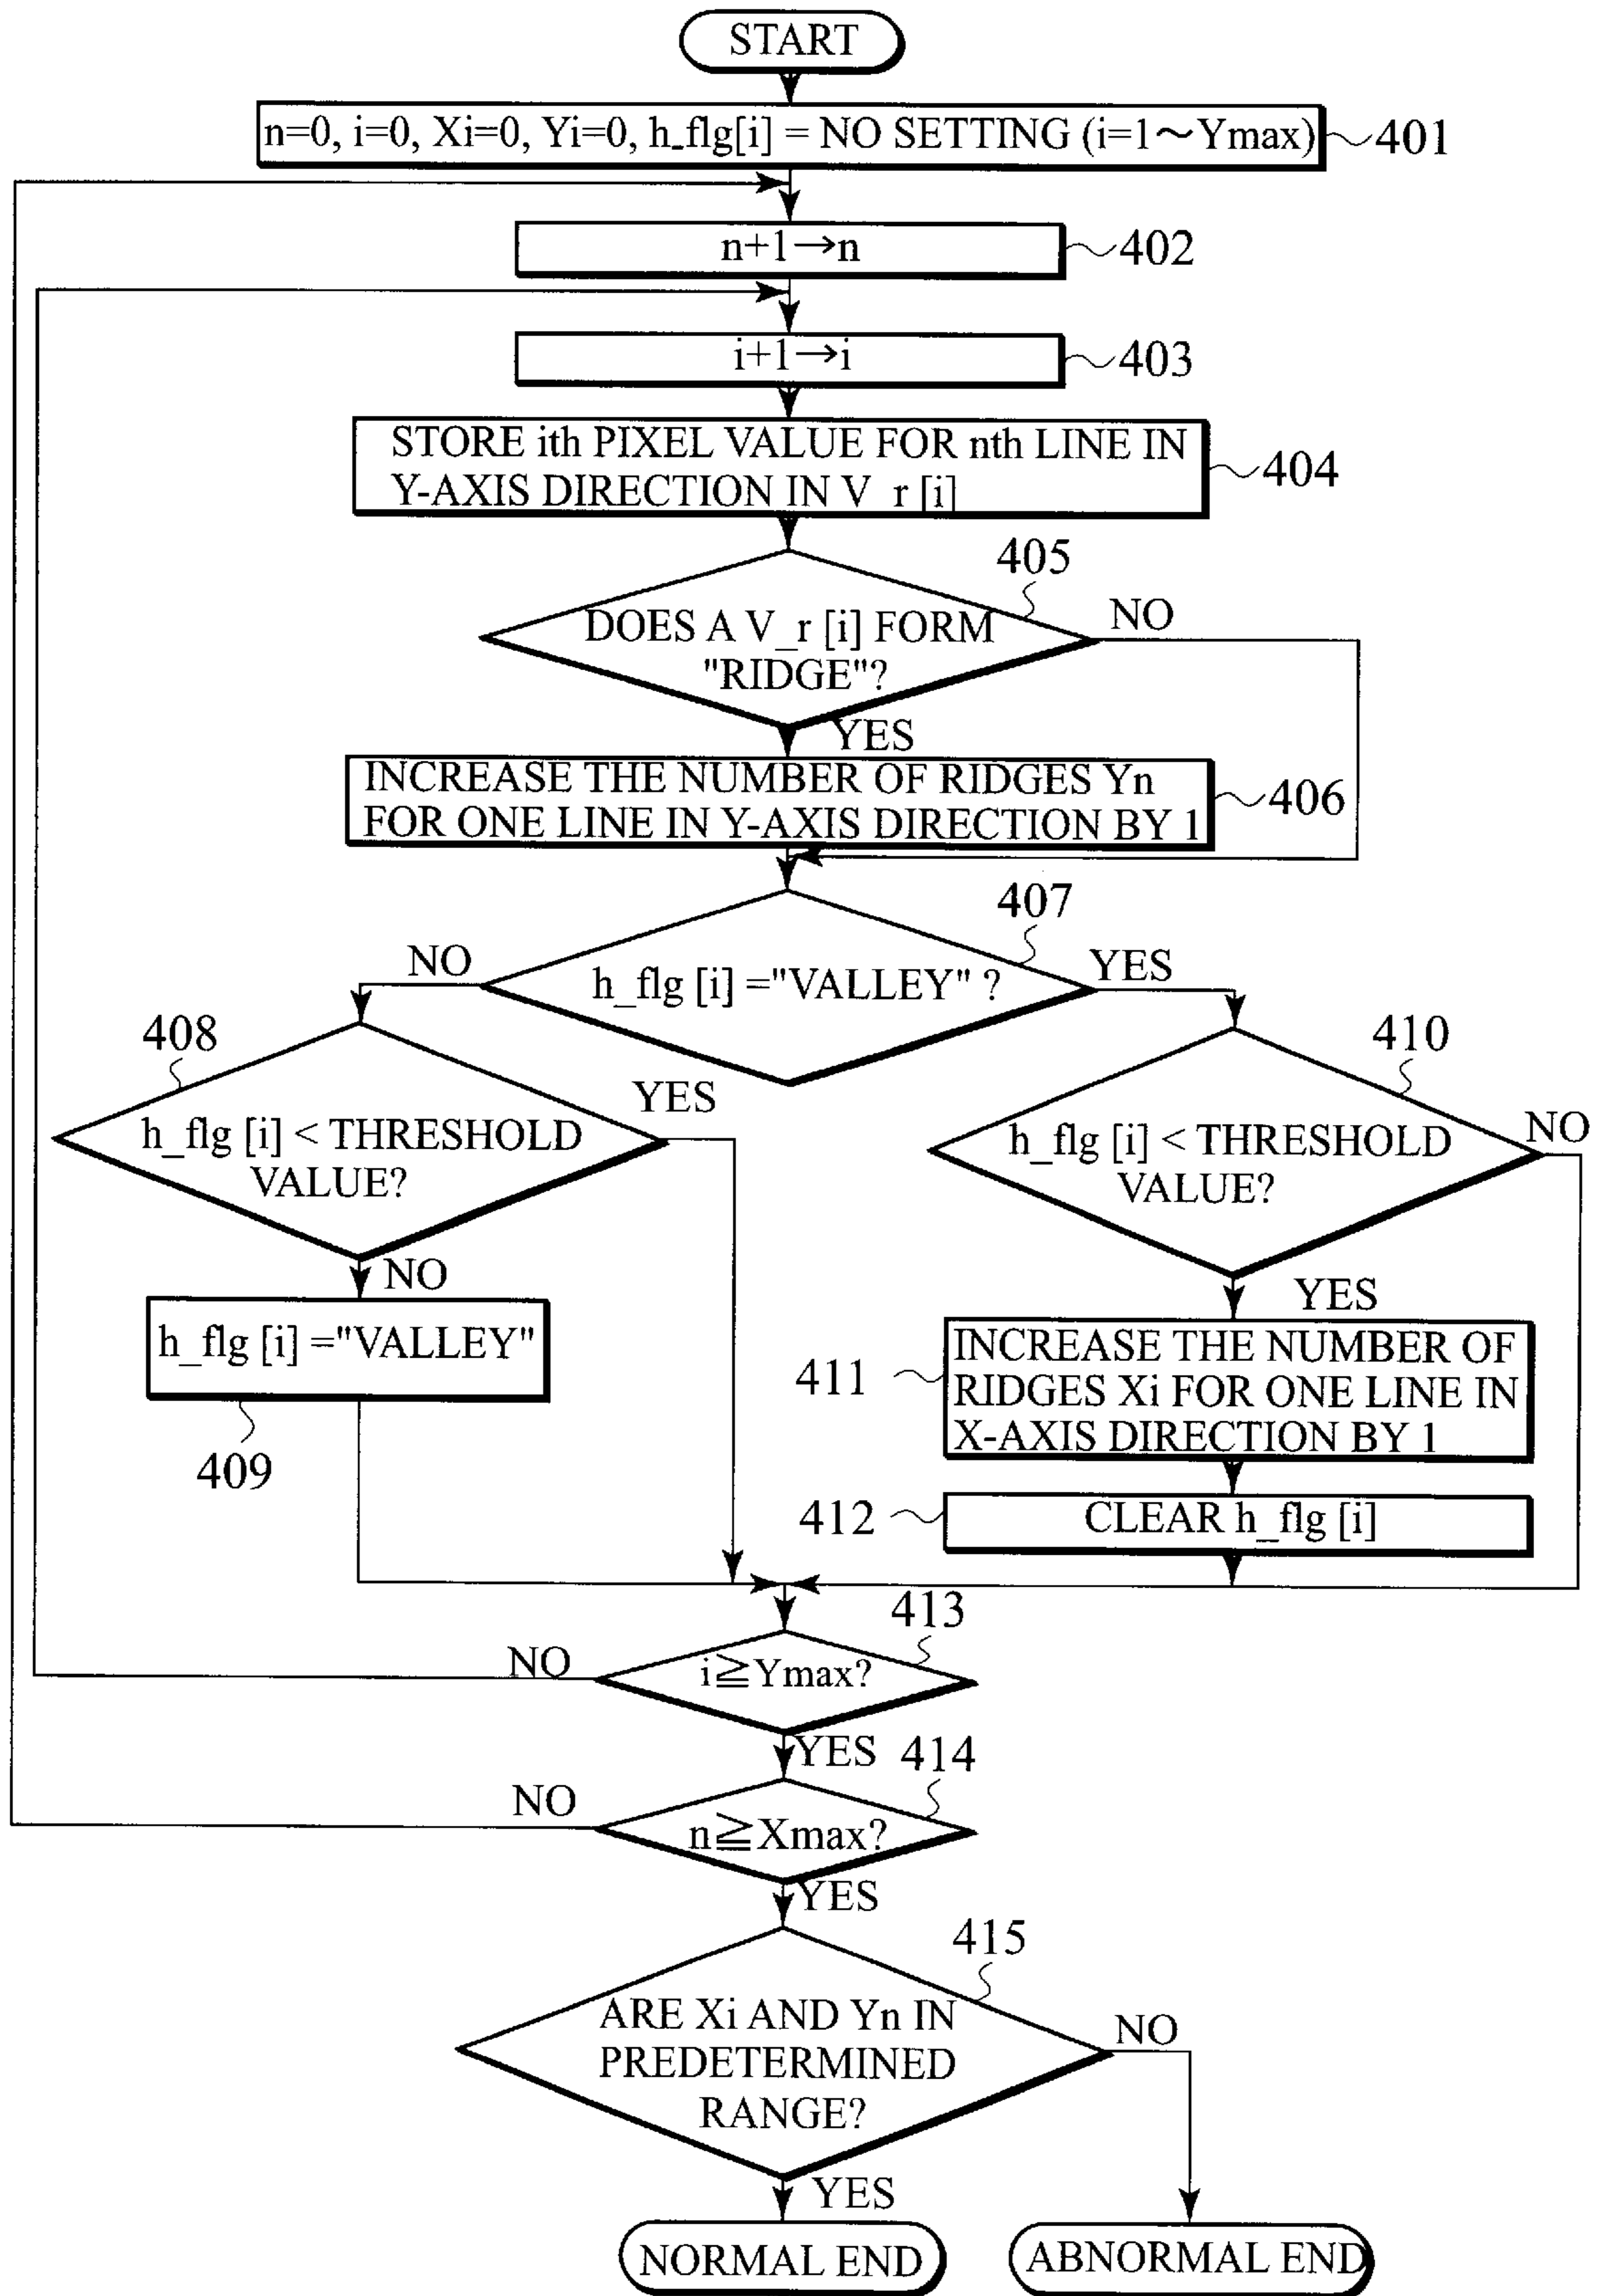 START
n=0, i=0, Xi=0, Yi=0, h_flg[i] = NO SETTING (i=1～Ymax)
401
n+1→n
402
i+1→i
403
STORE ith PIXEL VALUE FOR nth LINE IN
Y-AXIS DIRECTION IN V_r [i]
404
405
DOES A V_r [i] FORM
"RIDGE"?
NO
YES
INCREASE THE NUMBER OF RIDGES Yn
FOR ONE LINE IN Y-AXIS DIRECTION BY 1
406
407
NO
h_flg [i] ="VALLEY" ?
YES
408
h_flg [i] < THRESHOLD
VALUE?
YES
NO
h_flg [i] ="VALLEY"
409
410
h_flg [i] < THRESHOLD
VALUE?
NO
YES
411
INCREASE THE NUMBER OF
RIDGES Xi FOR ONE LINE IN
X-AXIS DIRECTION BY 1
412
CLEAR h_flg [i]
413
NO
i≧Ymax?
YES
414
NO
n≧Xmax?
YES
415
ARE Xi AND Yn IN
PREDETERMINED
RANGE?
NO
YES
NORMAL END
ABNORMAL END